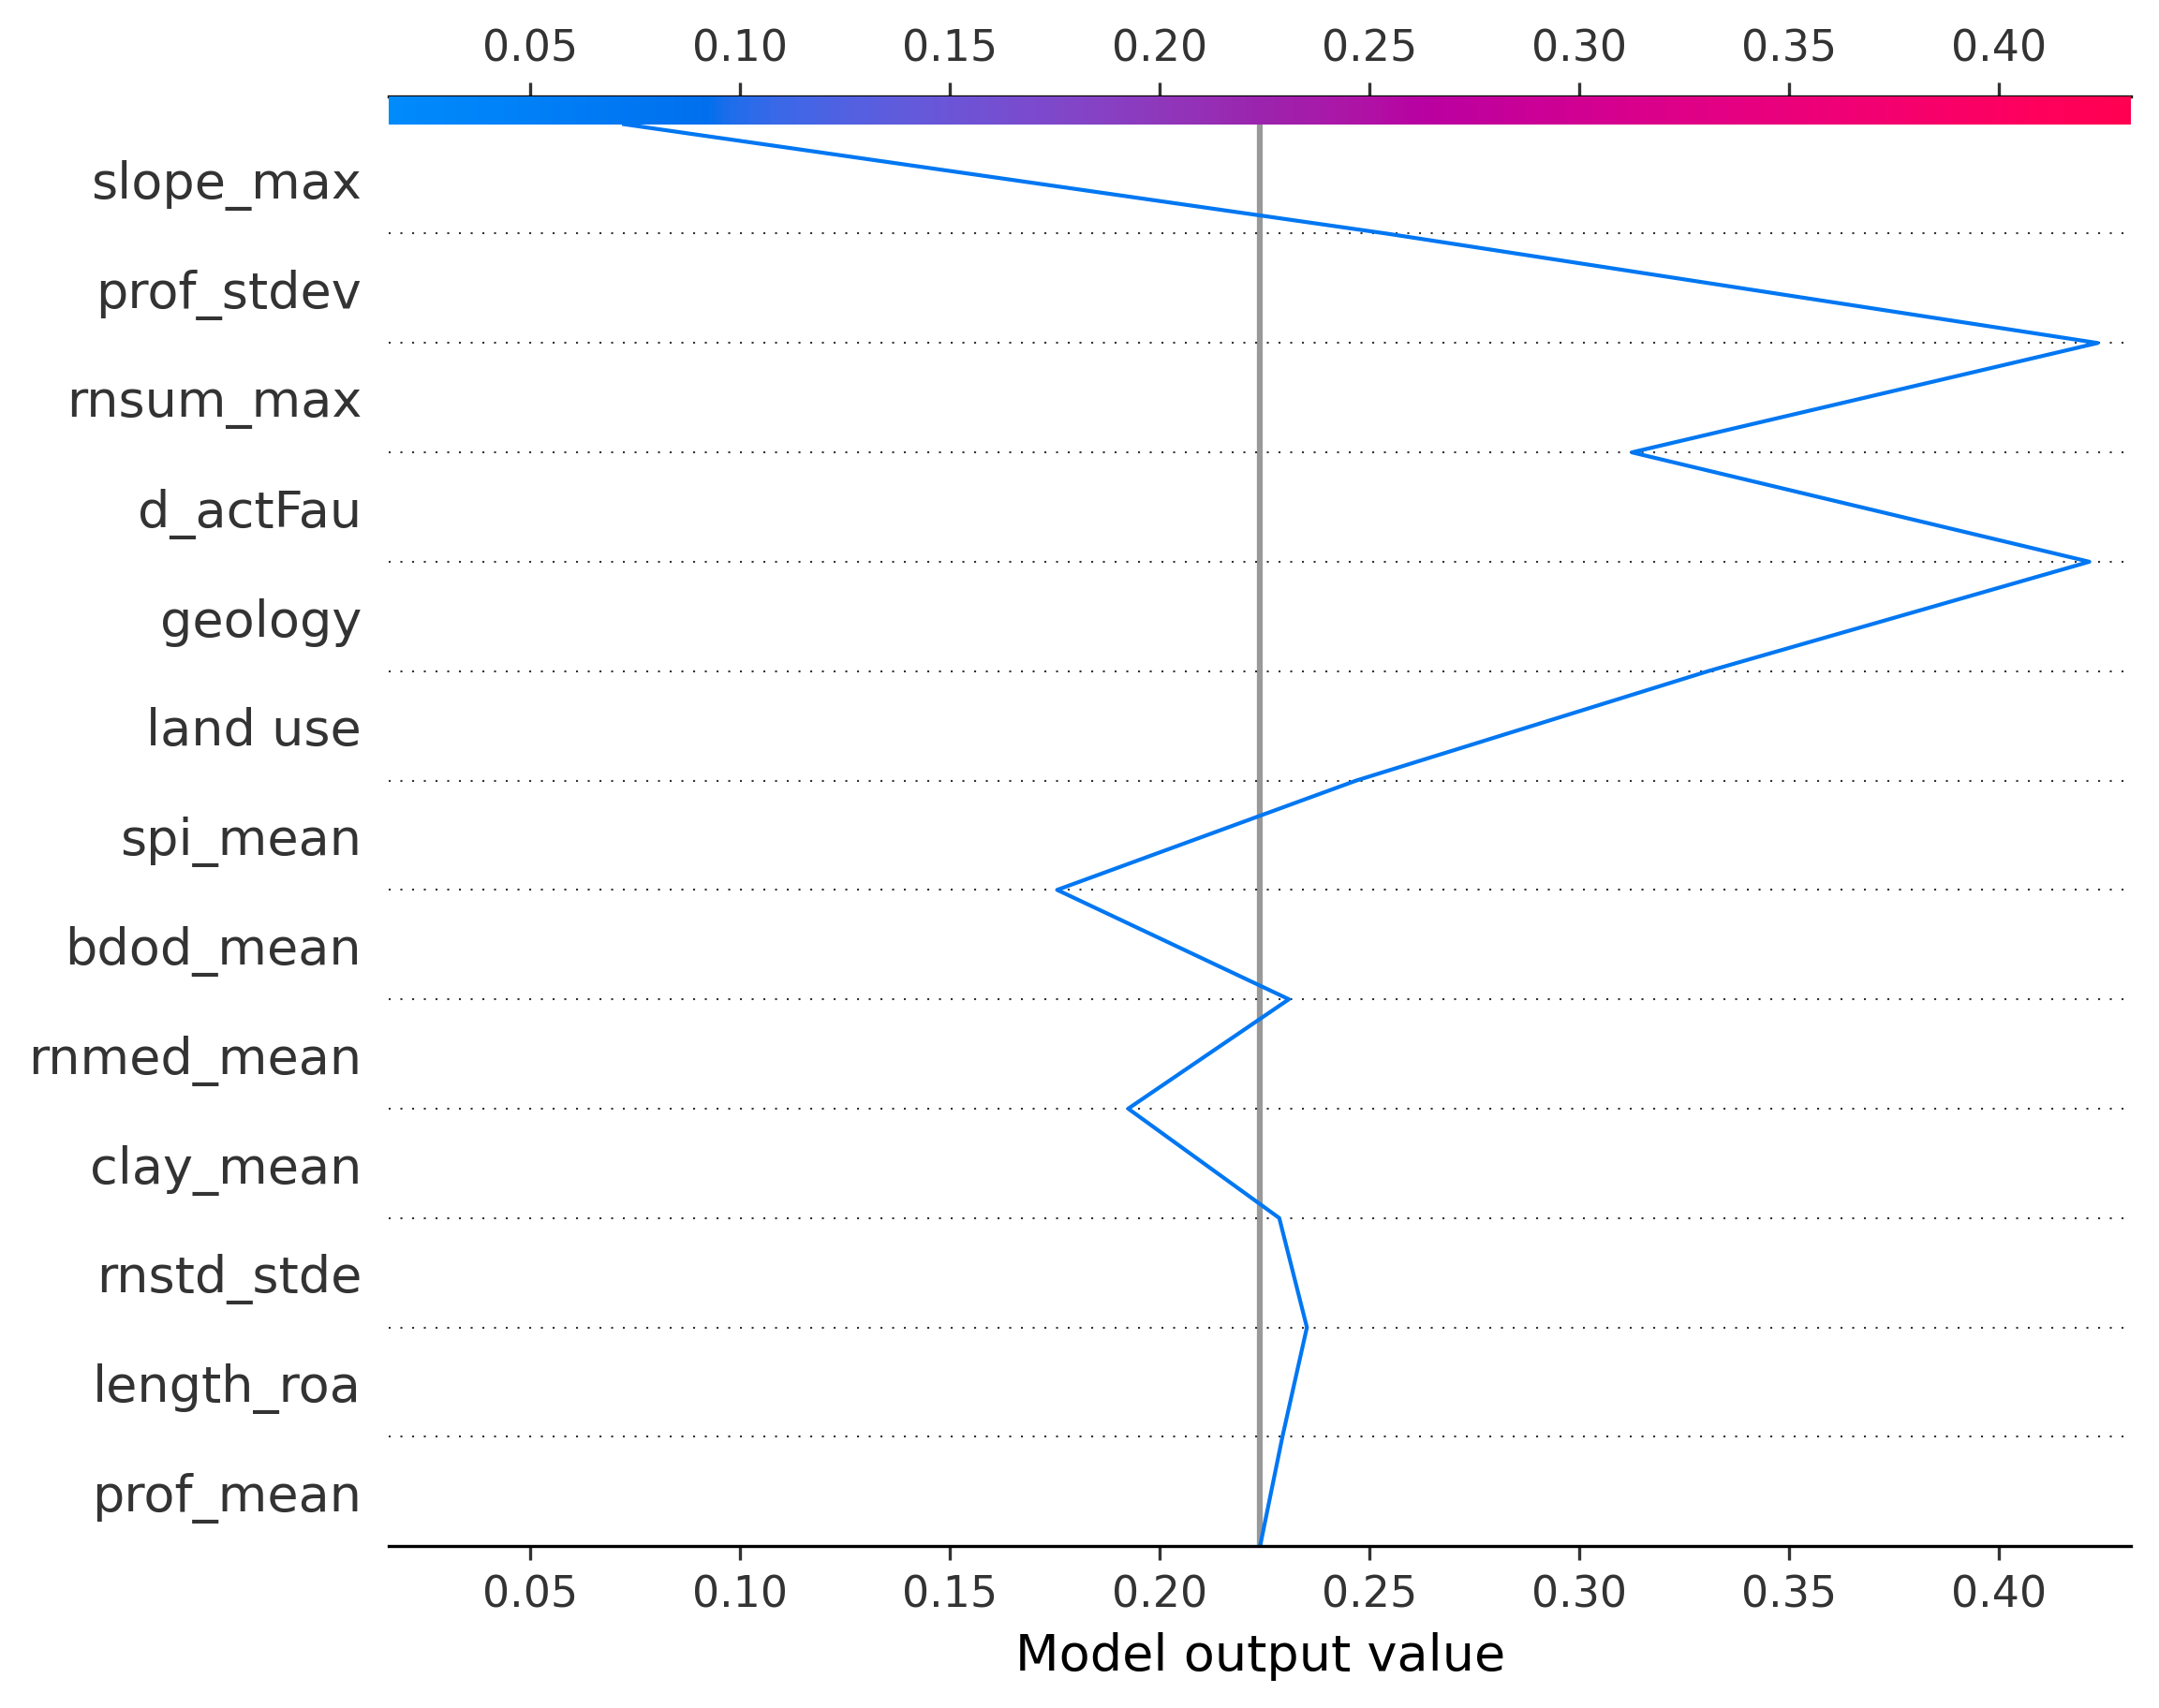 0.05 0.10 0.15 0.20 0.25 0.30 0.35 0.40
slope_max
prof_stdev
rnsum_max
d_actFau
geology
land use
spi_mean
bdod_mean
rnmed_mean
clay_mean
rnstd_stde
length_roa
prof_mean
0.05 0.10 0.15 0.20 0.25 0.30 0.35 0.40
Model output value